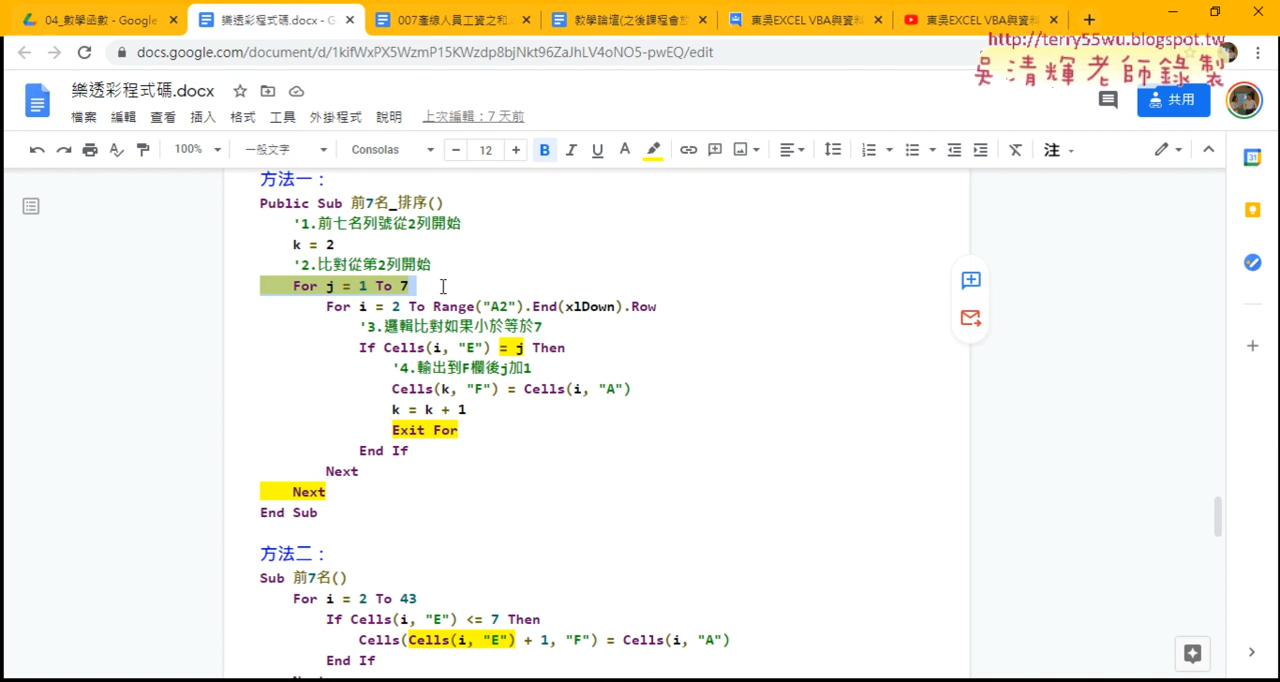 04_數學函數 - Google
樂透彩程式碼.docx - G
007產線人員工資之和
教學論壇(之後課程會
東吳EXCEL VBA與資
東吳EXCEL VBA與資
docs.google.com/document/d/1kifWxPX5WzmP15KWzdp8bjNkt96ZaJhLV4oNO5-pwEQ/edit
http://terry55wu.blogspot.tw
吳清輝老師錄製
樂透彩程式碼.docx
檔案 編輯 查看 插入 格式 工具 外掛程式 說明 上次編輯：7 天前
共用
100% 一般文字 Consolas 12 B I U A 注
方法一：
Public Sub 前7名_排序()
'1.前七名列號從2列開始
k = 2
'2.比對從第2列開始
For j = 1 To 7
For i = 2 To Range("A2").End(xlDown).Row
'3.邏輯比對如果小於等於7
If Cells(i, "E") = j Then
'4.輸出到F欄後j加1
Cells(k, "F") = Cells(i, "A")
k = k + 1
Exit For
End If
Next
Next
End Sub
方法二：
Sub 前7名()
For i = 2 To 43
If Cells(i, "E") <= 7 Then
Cells(Cells(i, "E") + 1, "F") = Cells(i, "A")
End If